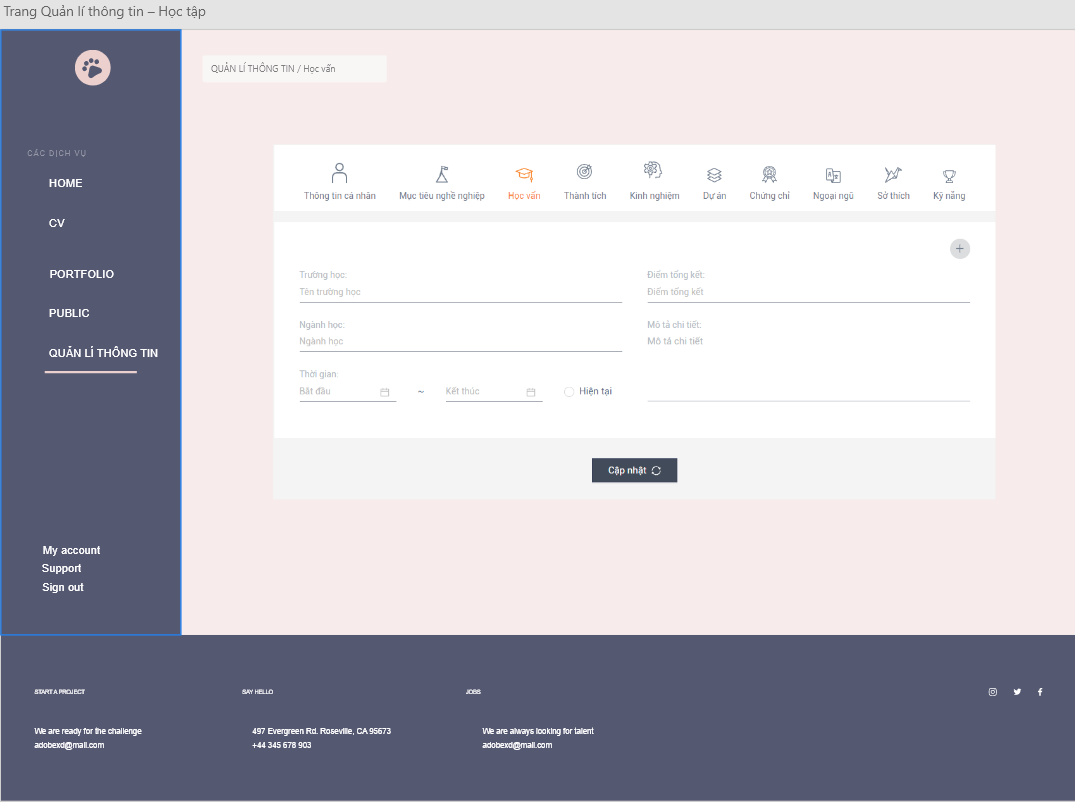 Trang Quản lí thông tin – Học tập
QUẢN LÍ THÔNG TIN / Học vấn
CÁC DỊCH VỤ
HOME
CV
PORTFOLIO
PUBLIC
QUẢN LÍ THÔNG TIN
My account
Support
Sign out
Thông tin cá nhân
Mục tiêu nghề nghiệp
Học vấn
Thành tích
Kinh nghiệm
Dự án
Chứng chỉ
Ngoại ngũ
Sở thích
Kỹ nẵng
Trường học:
Tên trường học
Điểm tổng kết:
Điểm tổng kết
Ngành học:
Ngành học
Mô tả chi tiết:
Mô tả chi tiết
Thời gian:
Bắt đầu ~ Kết thúc Hiện tại
Cập nhật
START A PROJECT
We are ready for the challenge
adobexd@mail.com
SAY HELLO
497 Evergreen Rd. Roseville, CA 95673
+44 345 678 903
JOBS
We are always looking for talent
adobexd@mail.com